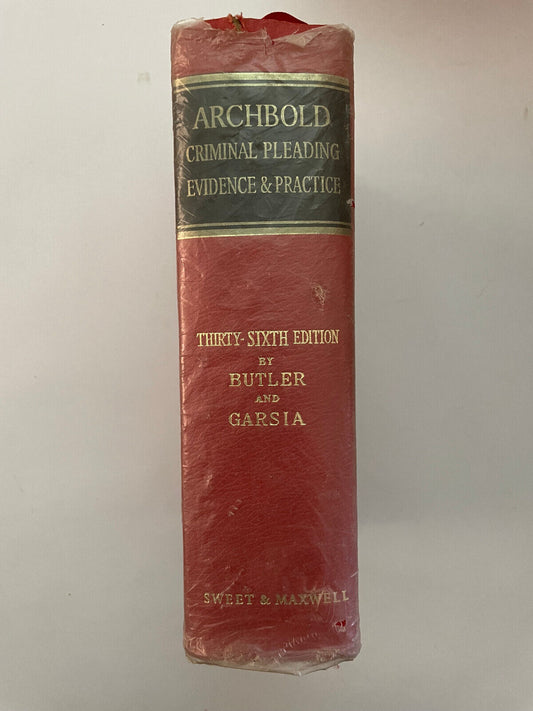 ARCHBOLD
CRIMINAL PLEADING
EVIDENCE & PRACTICE
THIRTY-SIXTH EDITION
BY
BUTLER
AND
GARSIA
SWEET & MAXWELL